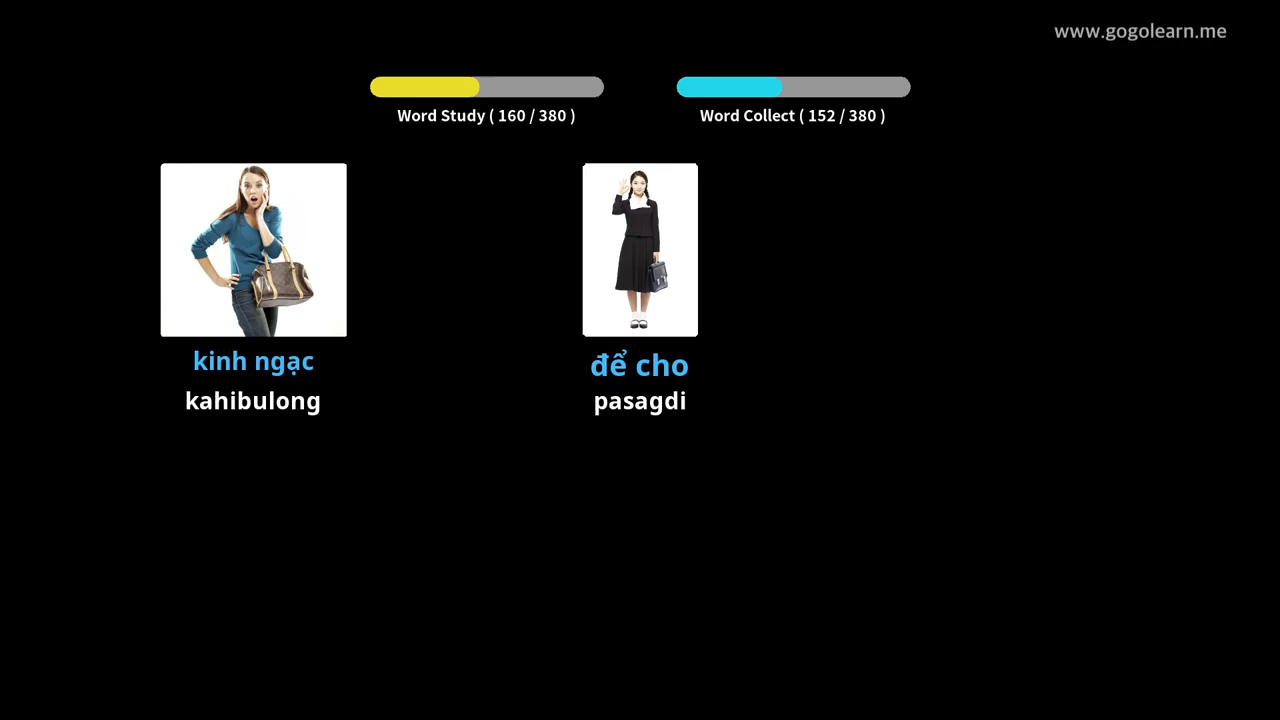 www.gogolearn.me
Word Study ( 160 / 380 )
Word Collect ( 152 / 380 )
kinh ngạc
kahibulong
để cho
pasagdi